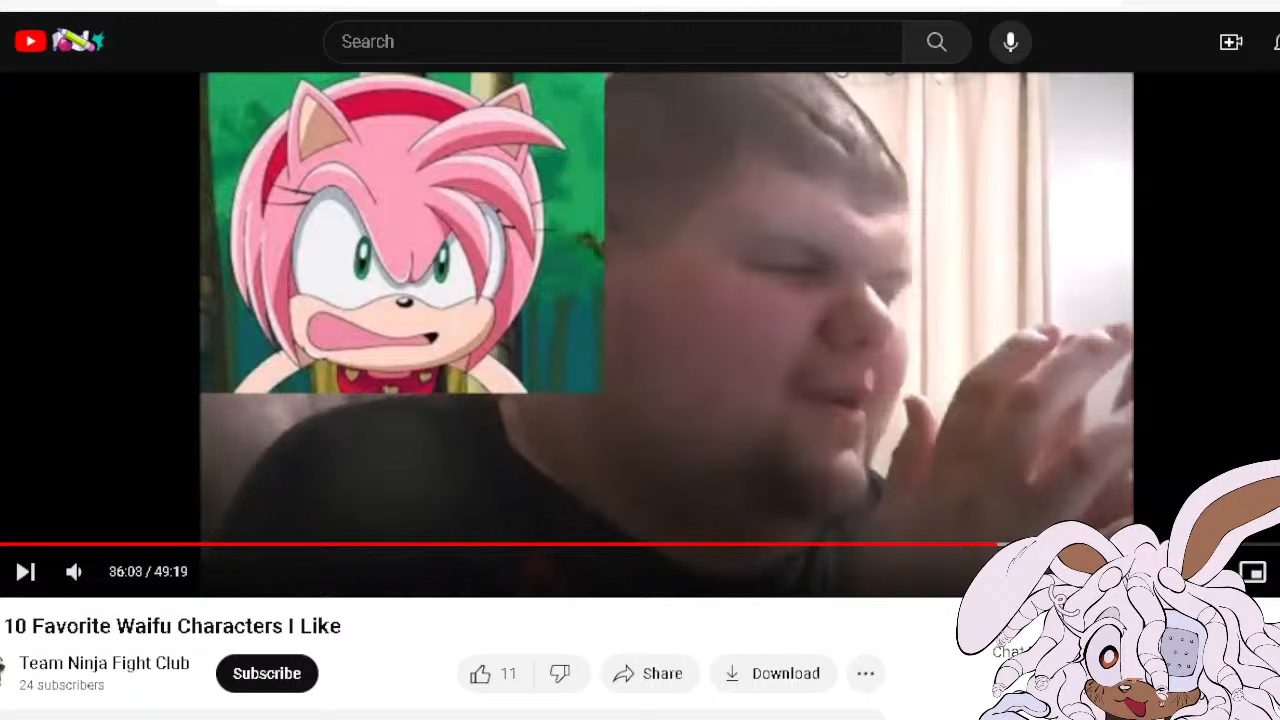 Search
36:03 / 49:19
10 Favorite Waifu Characters I Like
Team Ninja Fight Club
24 subscribers
Subscribe
11
Share
Download
Chat